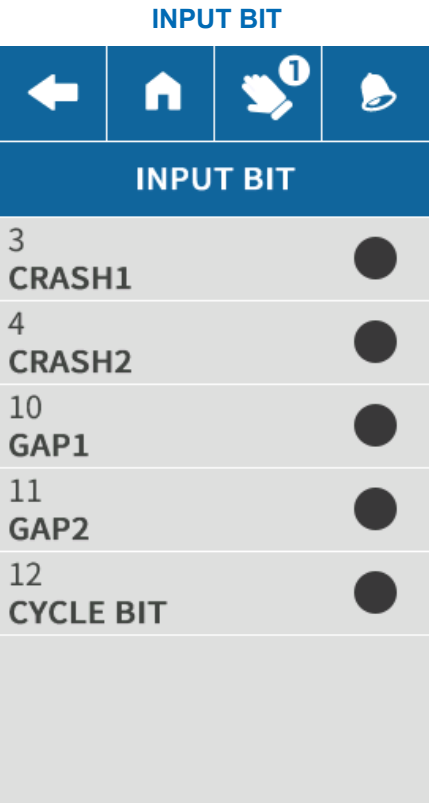 INPUT BIT
1
INPUT BIT
3
CRASH1
4
CRASH2
10
GAP1
11
GAP2
12
CYCLE BIT